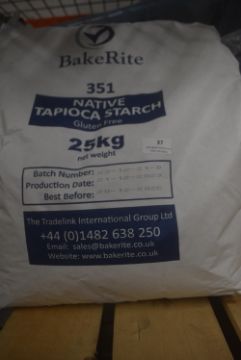 BakeRite
351
NATIVE
TAPIOCA STARCH
Gluten Free
25kg
net weight
37
Batch Number:
Production Date:
Best Before:
The Tradelink International Group Ltd
+44 (0)1482 638 250
Email: sales@bakerite.co.uk
Website: www.bakerite.co.uk